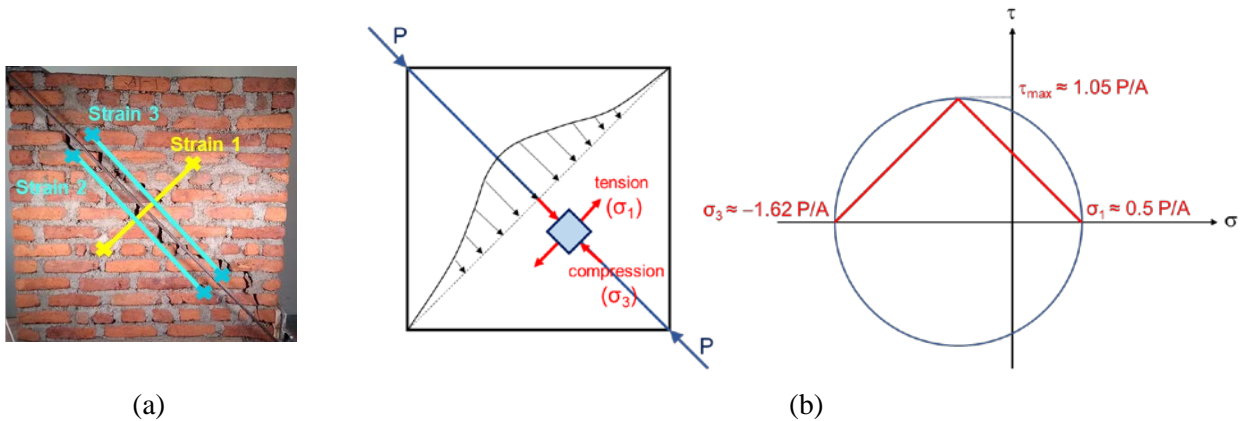 Strain 3
Strain 1
Strain 2
(a)
P
tension
(σ₁)
compression
(σ₃)
P
τ
τmax ≈ 1.05 P/A
σ₃ ≈ −1.62 P/A
σ₁ ≈ 0.5 P/A
σ
(b)